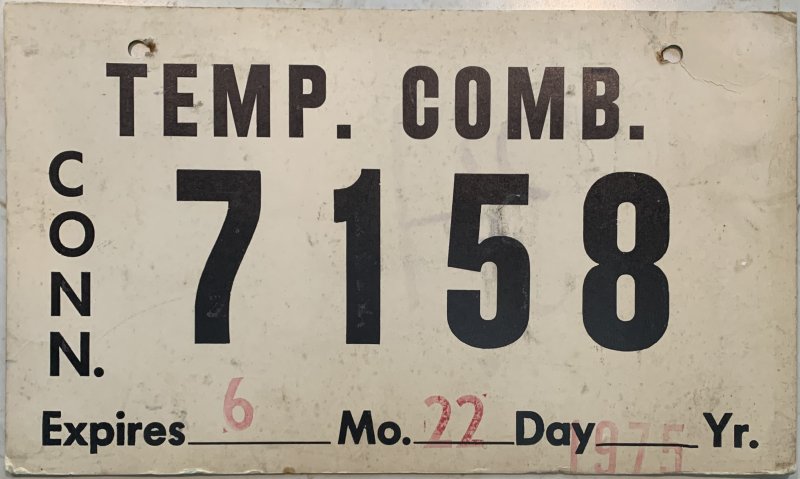 TEMP. COMB.
CONN.
7158
Expires 6 Mo. 22 Day 1975 Yr.